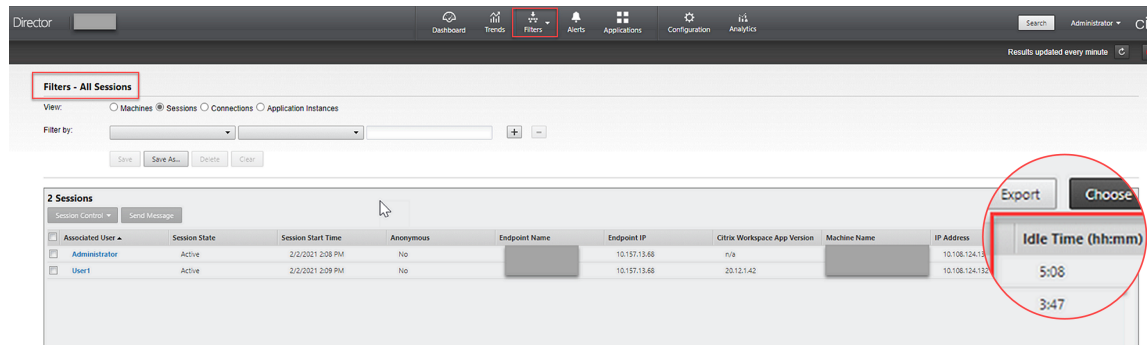 Director
Dashboard Trends Filters Alerts Applications Configuration Analytics
Search Administrator
Results updated every minute
Filters - All Sessions
View: Machines Sessions Connections Application Instances
Filter by:
Save Save As... Delete Clear
2 Sessions
Export Choose
Session Control Send Message
Associated User Session State Session Start Time Anonymous Endpoint Name Endpoint IP Citrix Workspace App Version Machine Name IP Address Idle Time (hh:mm)
Administrator Active 2/2/2021 2:08 PM No 10.157.13.68 n/a 5:08
User1 Active 2/2/2021 2:09 PM No 10.157.13.68 20.12.1.42 10.108.124.132 3:47